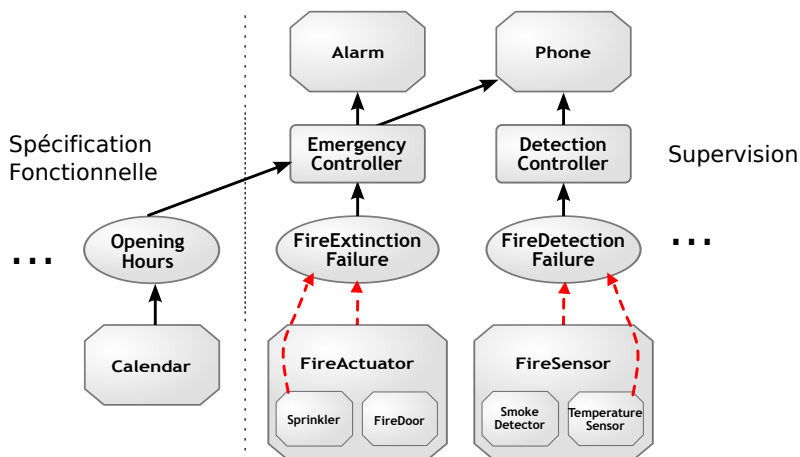 Alarm
Phone
Spécification
Fonctionnelle
Emergency
Controller
Detection
Controller
Supervision
...
Opening
Hours
FireExtinction
Failure
FireDetection
Failure
...
Calendar
FireActuator
FireSensor
Sprinkler
FireDoor
Smoke
Detector
Temperature
Sensor